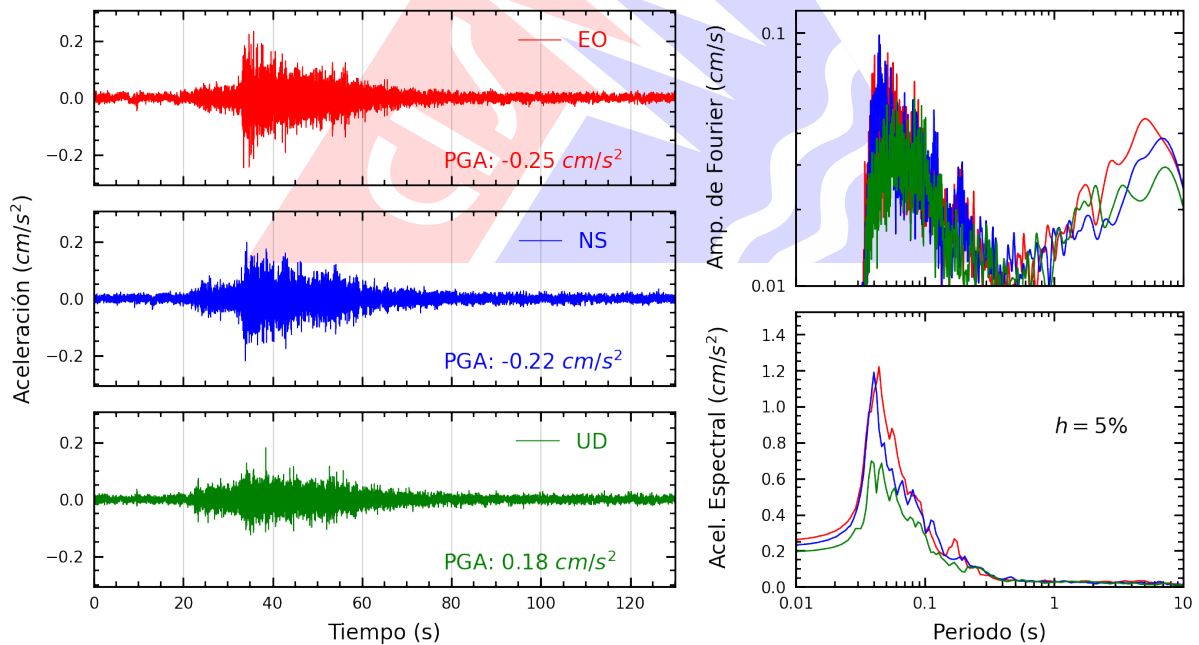 Aceleración (cm/s²)
0.2
0.0
−0.2
EO
PGA: -0.25 cm/s²
0.2
0.0
−0.2
NS
PGA: -0.22 cm/s²
0.2
0.0
−0.2
UD
PGA: 0.18 cm/s²
0 20 40 60 80 100 120
Tiempo (s)
Amp. de Fourier (cm/s)
0.1
0.01
Acel. Espectral (cm/s²)
1.4
1.2
1.0
0.8
0.6
0.4
0.2
0.0
h = 5%
0.01 0.1 1 10
Periodo (s)